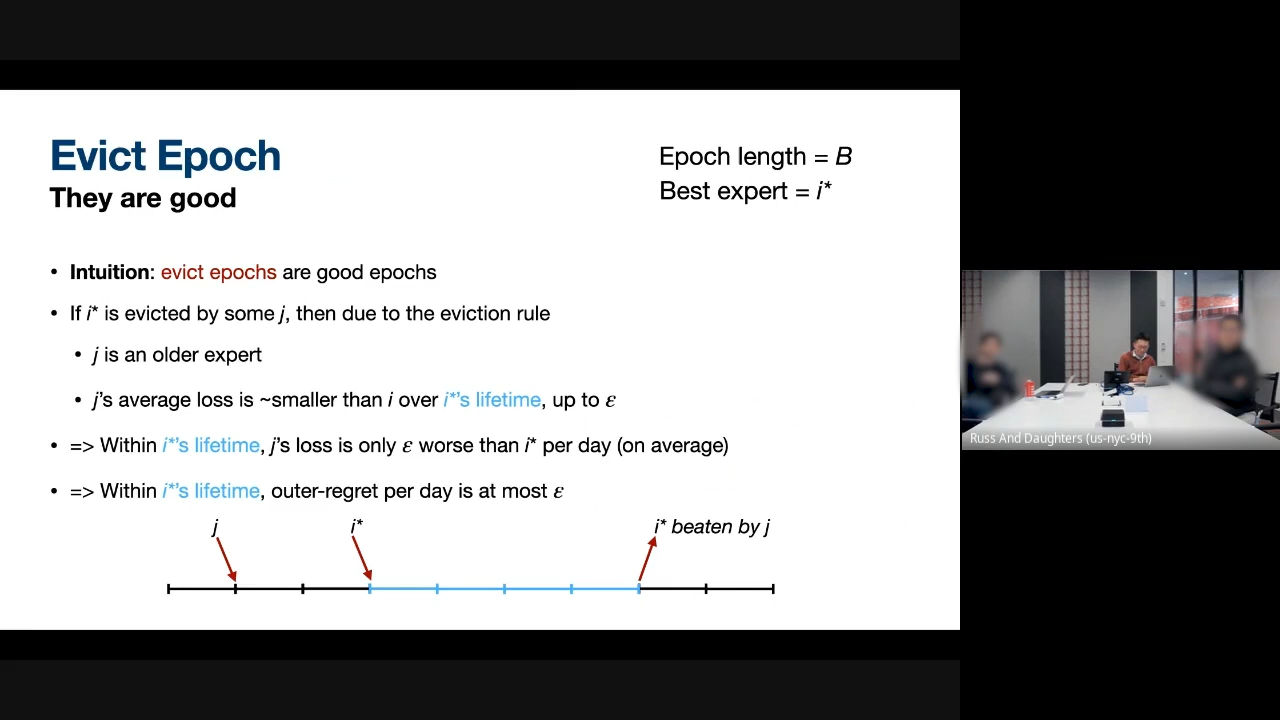 Evict Epoch
They are good
Epoch length = B
Best expert = i*
• Intuition: evict epochs are good epochs
• If i* is evicted by some j, then due to the eviction rule
• j is an older expert
• j's average loss is ~smaller than i over i*'s lifetime, up to ε
• => Within i*'s lifetime, j's loss is only ε worse than i* per day (on average)
• => Within i*'s lifetime, outer-regret per day is at most ε
j
i*
i* beaten by j
Russ And Daughters (us-nyc-9th)